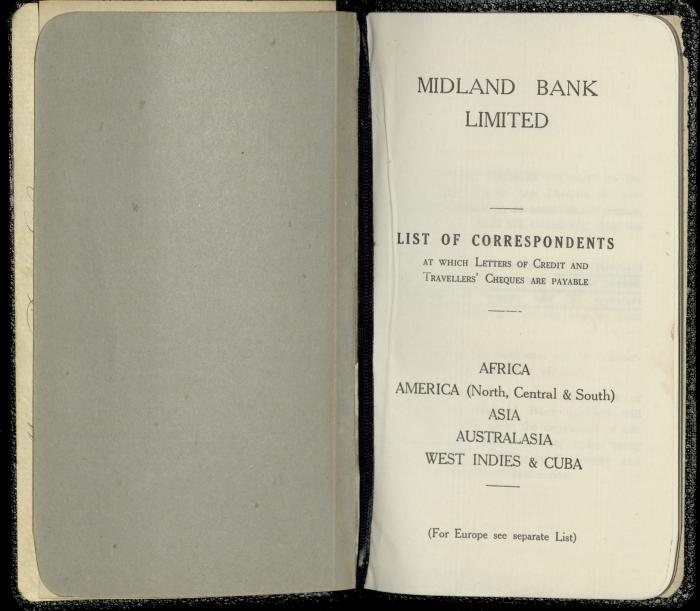 MIDLAND BANK
LIMITED
LIST OF CORRESPONDENTS
AT WHICH LETTERS OF CREDIT AND
TRAVELLERS' CHEQUES ARE PAYABLE
AFRICA
AMERICA (North, Central & South)
ASIA
AUSTRALASIA
WEST INDIES & CUBA
(For Europe see separate List)